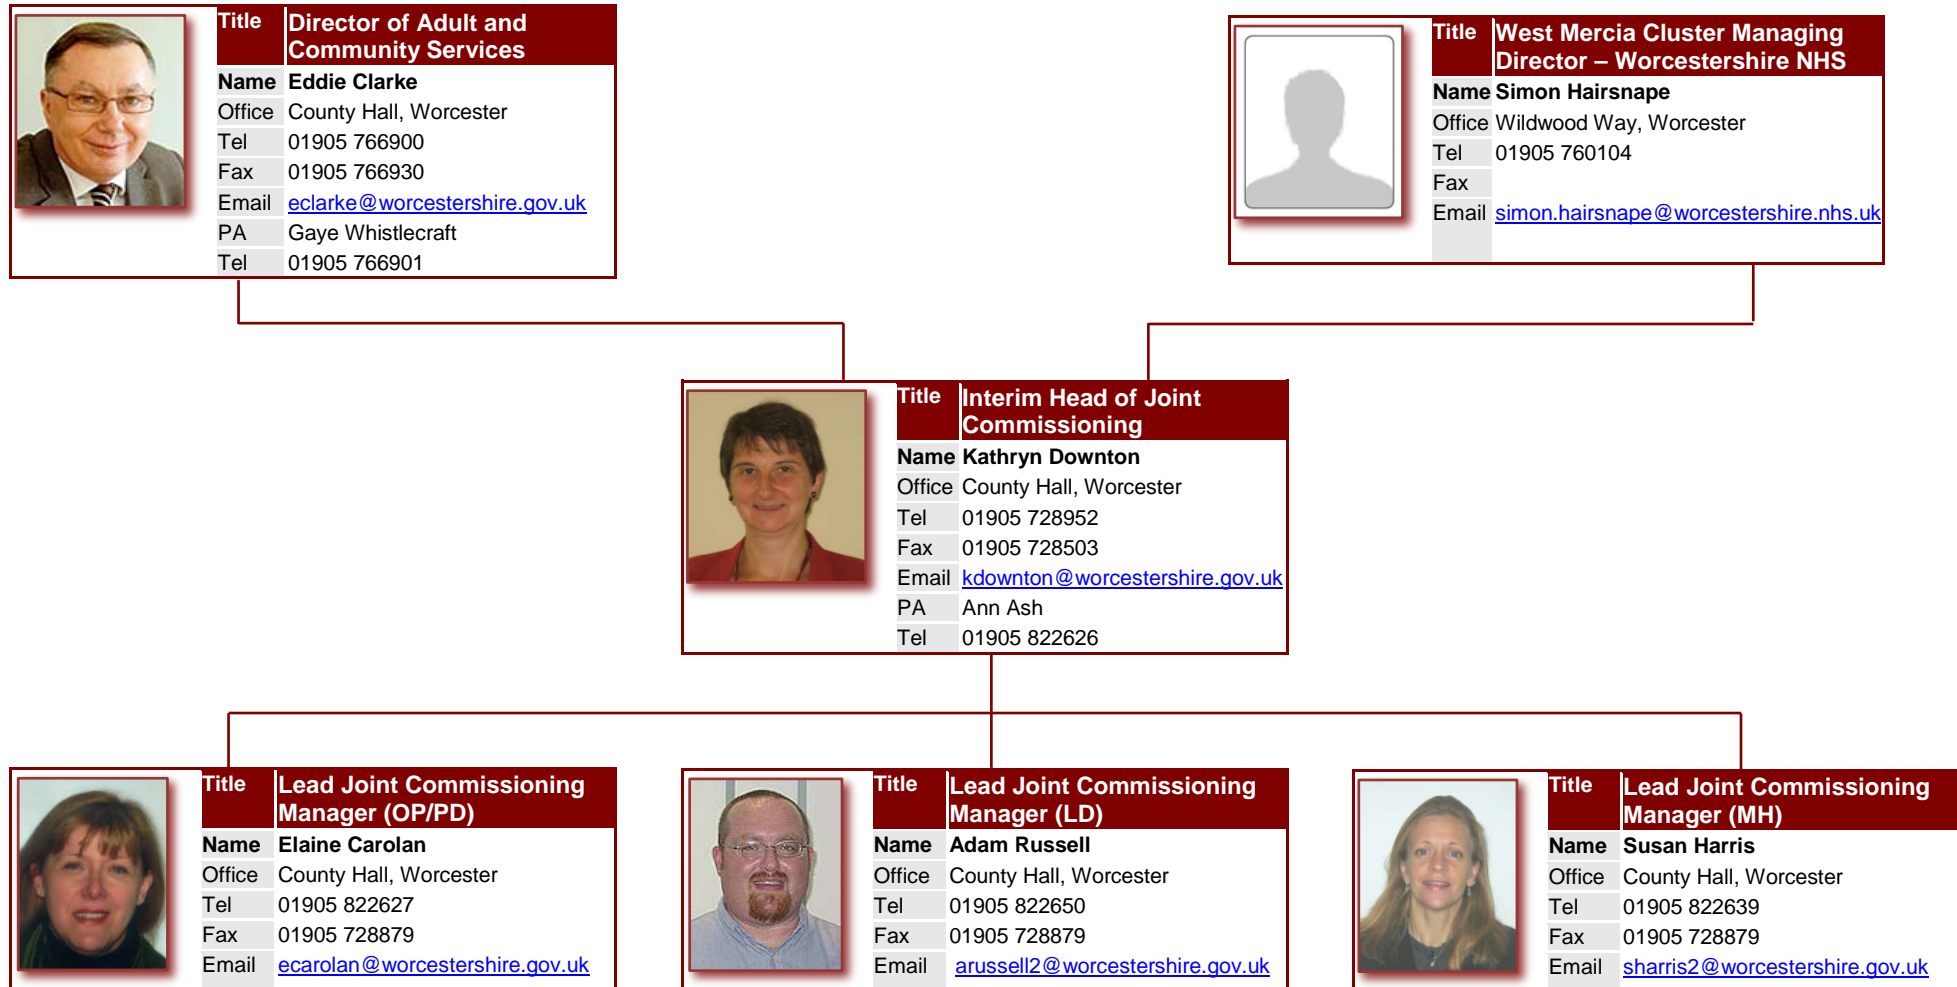 Title Director of Adult and
Community Services
Name Eddie Clarke
Office County Hall, Worcester
Tel 01905 766900
Fax 01905 766930
Email eclarke@worcestershire.gov.uk
PA Gaye Whistlecraft
Tel 01905 766901
Title West Mercia Cluster Managing
Director – Worcestershire NHS
Name Simon Hairsnape
Office Wildwood Way, Worcester
Tel 01905 760104
Fax
Email simon.hairsnape@worcestershire.nhs.uk
Title Interim Head of Joint
Commissioning
Name Kathryn Downton
Office County Hall, Worcester
Tel 01905 728952
Fax 01905 728503
Email kdownton@worcestershire.gov.uk
PA Ann Ash
Tel 01905 822626
Title Lead Joint Commissioning
Manager (OP/PD)
Name Elaine Carolan
Office County Hall, Worcester
Tel 01905 822627
Fax 01905 728879
Email ecarolan@worcestershire.gov.uk
Title Lead Joint Commissioning
Manager (LD)
Name Adam Russell
Office County Hall, Worcester
Tel 01905 822650
Fax 01905 728879
Email arussell2@worcestershire.gov.uk
Title Lead Joint Commissioning
Manager (MH)
Name Susan Harris
Office County Hall, Worcester
Tel 01905 822639
Fax 01905 728879
Email sharris2@worcestershire.gov.uk